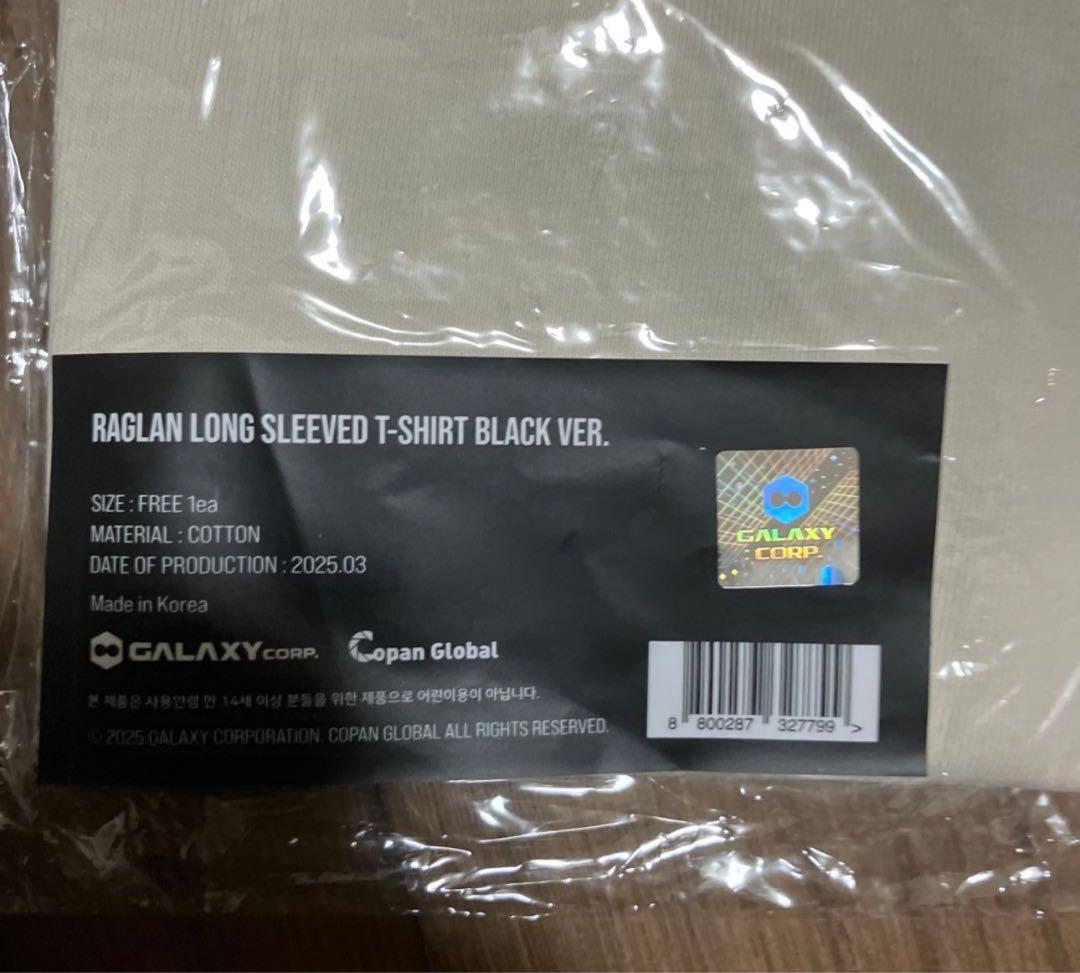 RAGLAN LONG SLEEVED T-SHIRT BLACK VER.
SIZE : FREE 1ea
MATERIAL : COTTON
DATE OF PRODUCTION : 2025.03
Made in Korea
GALAXY CORP.
Copan Global
본 제품은 사용연령 만 14세 이상 분들을 위한 제품으로 어린이용이 아닙니다.
© 2025 GALAXY CORPORATION. COPAN GLOBAL ALL RIGHTS RESERVED.
GALAXY
CORP.
8 800287 327799 >